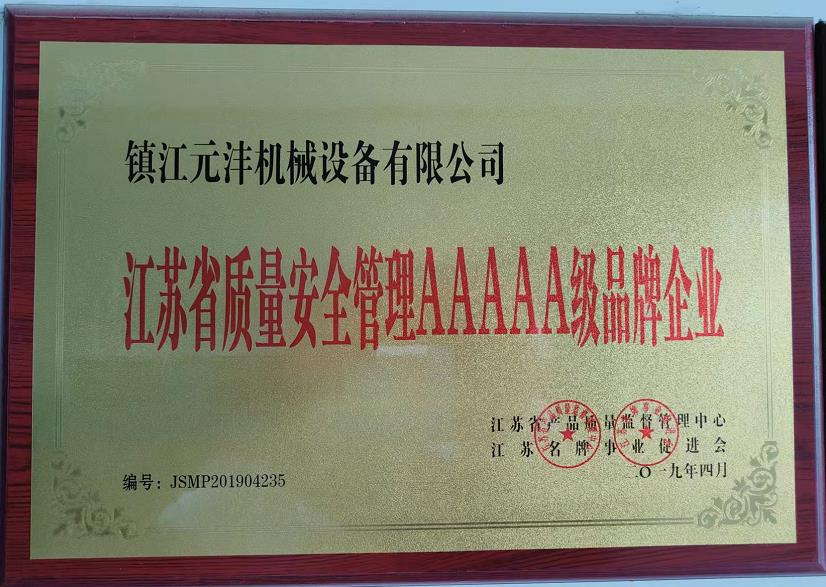 镇江元沣机械设备有限公司
江苏省质量安全管理AAAAA级品牌企业
江苏省产品质量监督管理中心
江苏名牌事业促进会
编号：JSMP201904235
二〇一九年四月